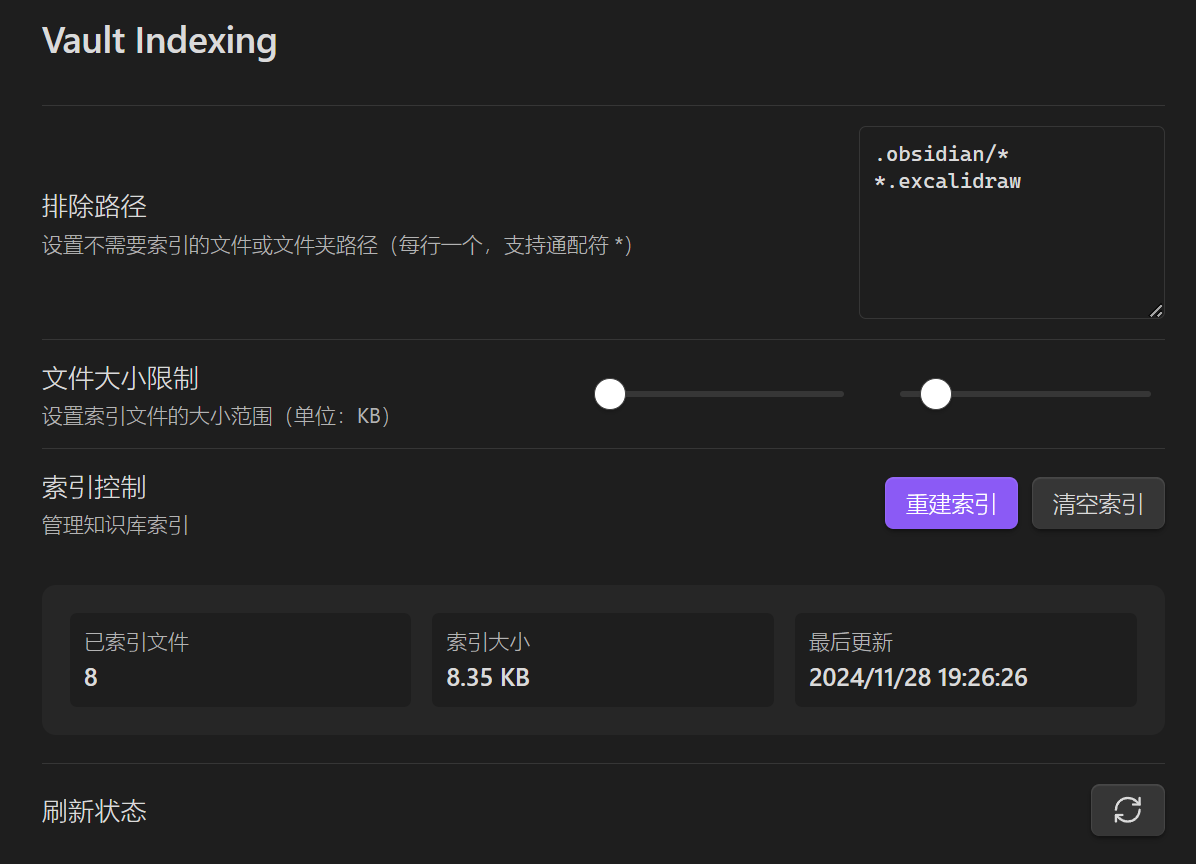 Vault Indexing
.obsidian/*
*.excalidraw
排除路径
设置不需要索引的文件或文件夹路径（每行一个，支持通配符 *）
文件大小限制
设置索引文件的大小范围（单位：KB）
索引控制
管理知识库索引
重建索引
清空索引
已索引文件
8
索引大小
8.35 KB
最后更新
2024/11/28 19:26:26
刷新状态